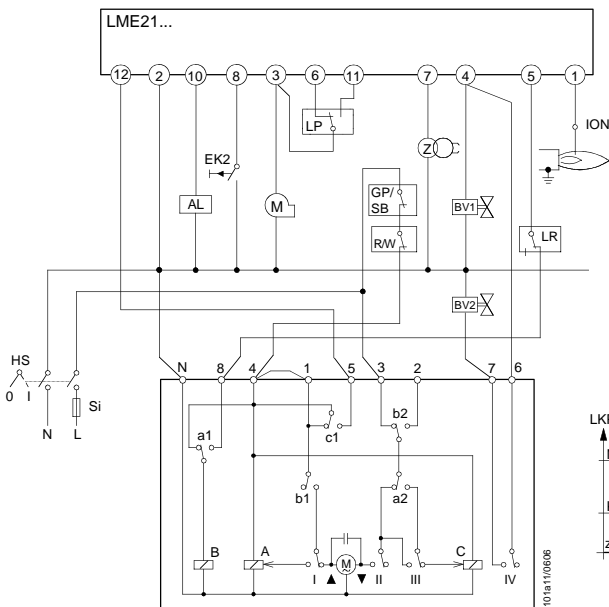 LME21...
12 2 10 8 3 6 11 7 4 5 1
LP
ION
EK2
Z
GP/
SB
AL
M
BV1
R/W
LR
BV2
HS
0 I
Si
N L
N 8 4 1 5 3 2 7 6
LK
a1
c1
b2
b1
a2
B A I M~ II III C IV
101a11/0606